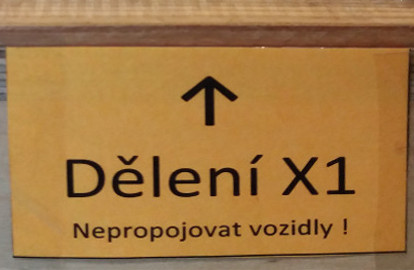 Dělení X1
Nepropojovat vozidly !